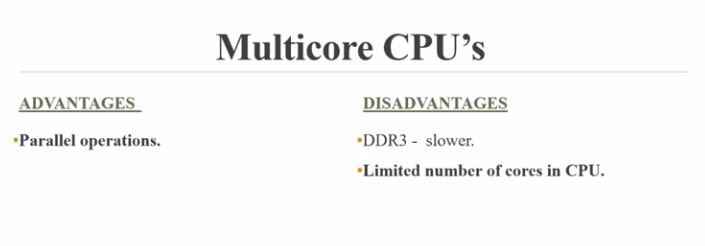 Multicore CPU’s
ADVANTAGES
•Parallel operations.
DISADVANTAGES
•DDR3 - slower.
•Limited number of cores in CPU.